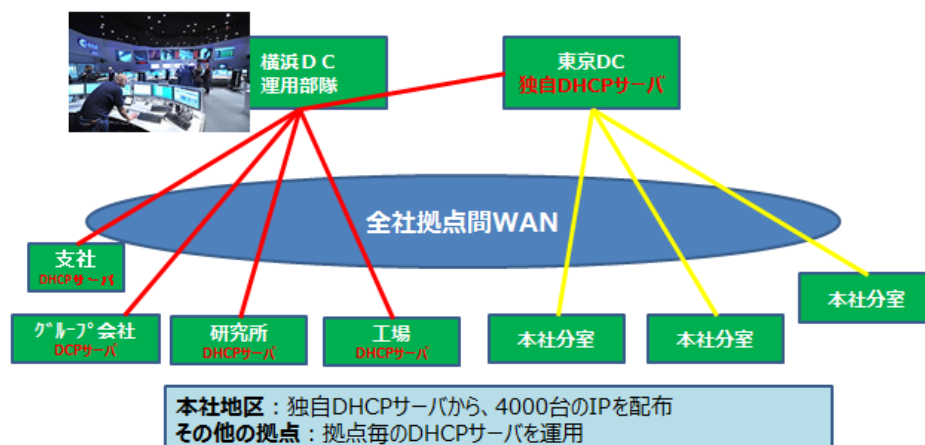 横浜ＤＣ
運用部隊
東京DC
独自DHCPサーバ
全社拠点間WAN
支社
DHCPサーバ
本社分室
ｸﾞﾙｰﾌﾟ会社
DCPサーバ
研究所
DHCPサーバ
工場
DHCPサーバ
本社分室
本社分室
本社地区：独自DHCPサーバから、4000台のIPを配布
その他の拠点：拠点毎のDHCPサーバを運用